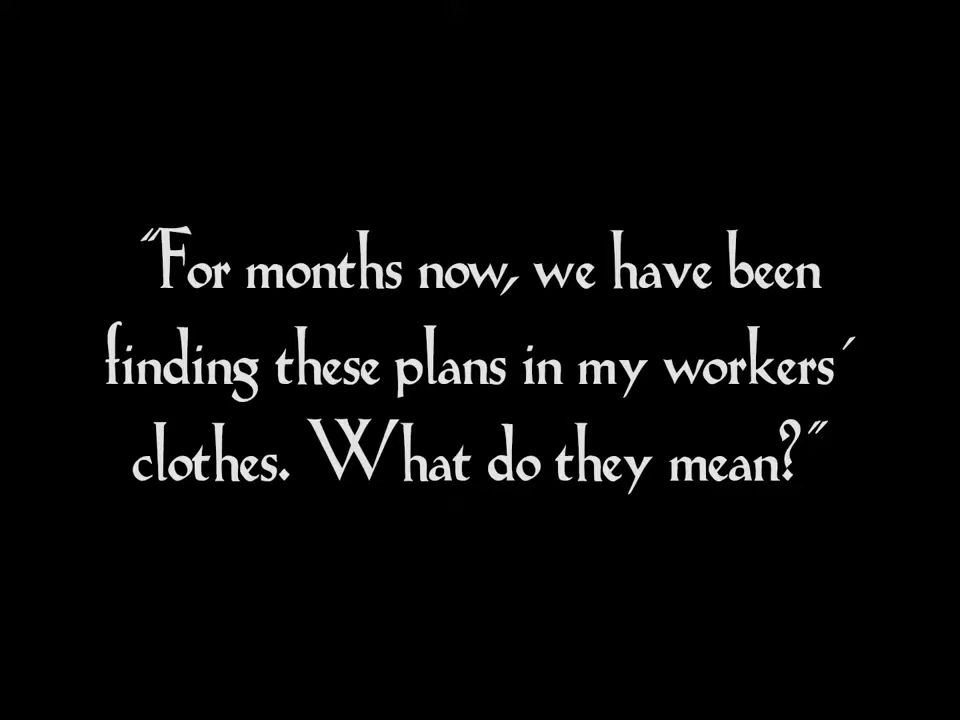 "For months now, we have been
finding these plans in my workers´
clothes. What do they mean?"